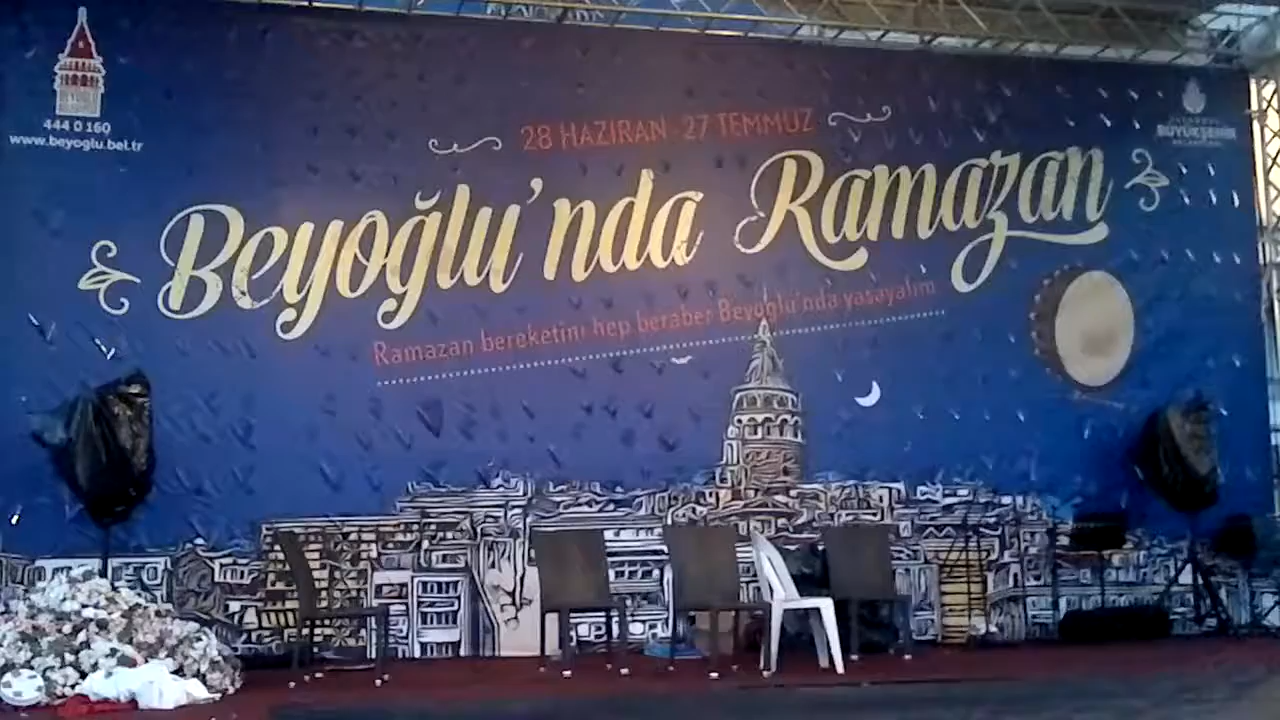 444 0 160
www.beyoglu.bel.tr
BÜYÜKŞEHİR
28 HAZİRAN - 27 TEMMUZ
Beyoğlu'nda Ramazan
Ramazan bereketini hep beraber Beyoğlu'nda yaşayalım